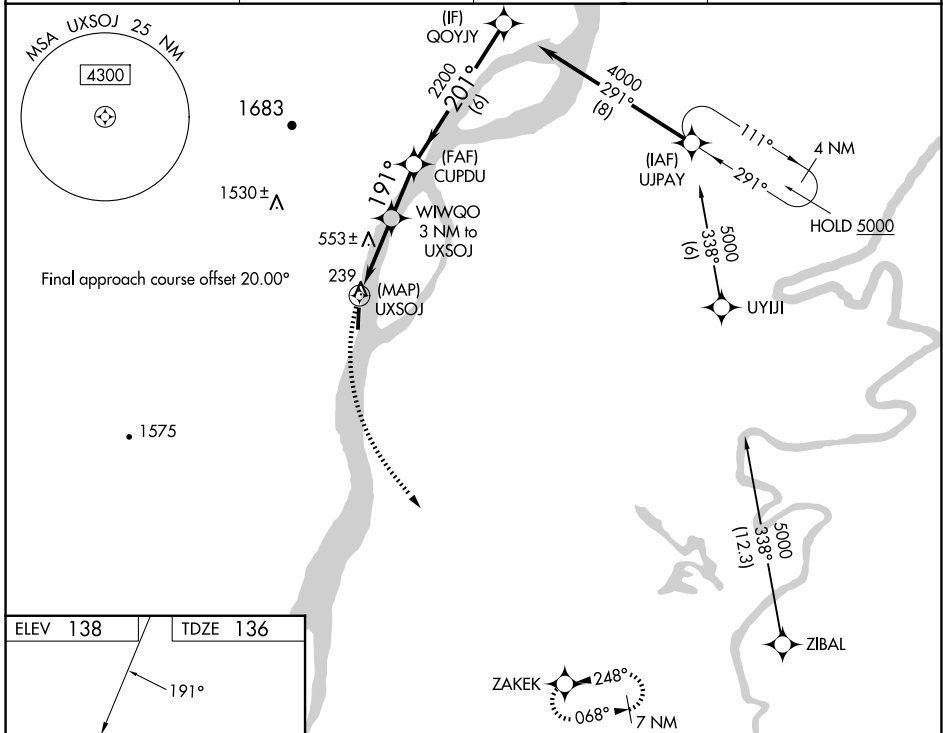 MSA UXSOJ 25 NM
4300
1683
1530 ±
553 ±
239
Final approach course offset 20.00°
1575
(IF)
QOYJY
2200
201°
(6)
(FAF)
CUPDU
191°
WIWQO
3 NM to
UXSOJ
(MAP)
UXSOJ
4000
291°
(8)
(IAF)
UJPAY
111°
291°
4 NM
HOLD 5000
5000
338°
(6)
UYIJI
5000
338°
(12.3)
ZIBAL
ZAKEK
248°
068°
7 NM
ELEV 138
TDZE 136
191°